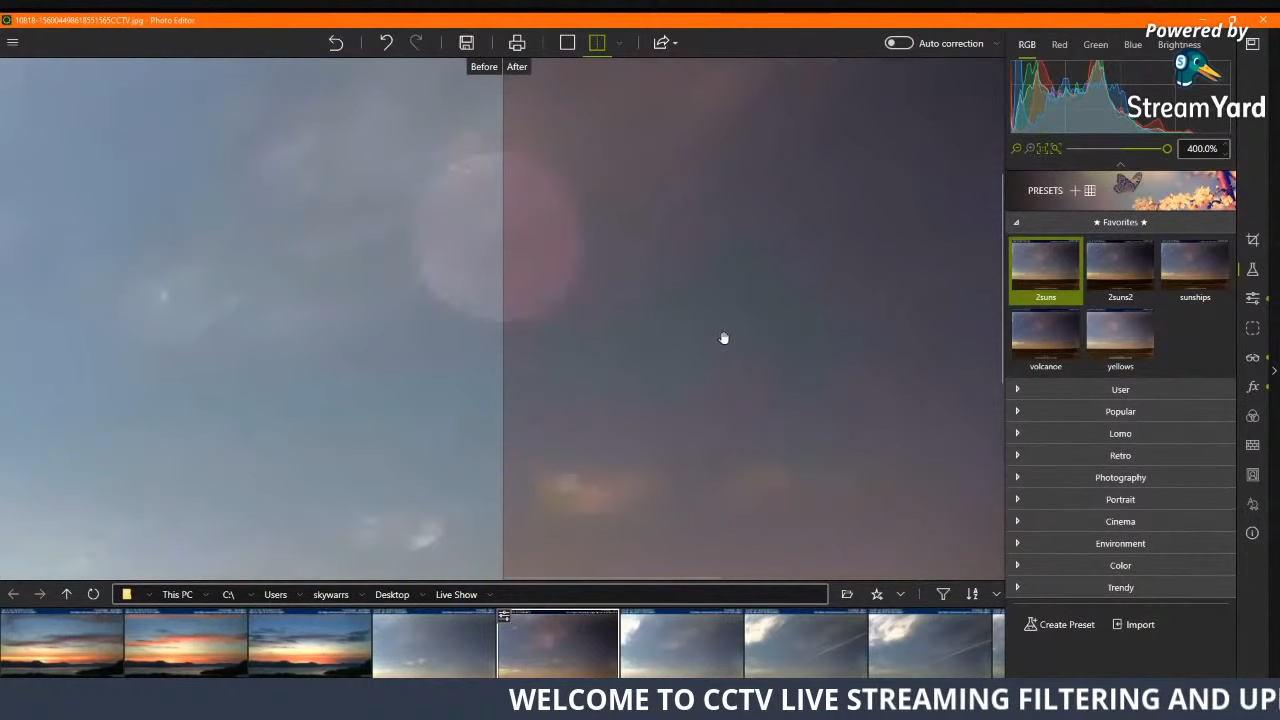 10818-156004498618551565CCTV.jpg - Photo Editor
Powered by
StreamYard
Auto correction
RGB
Red
Green
Blue
Brightness
Before
After
400.0%
PRESETS
★ Favorites ★
2suns
2suns2
sunships
volcanoe
yellows
User
Popular
Lomo
Retro
Photography
Portrait
Cinema
Environment
Color
Trendy
Create Preset
Import
This PC
C:\
Users
skywarrs
Desktop
Live Show
WELCOME TO CCTV LIVE STREAMING FILTERING AND UP